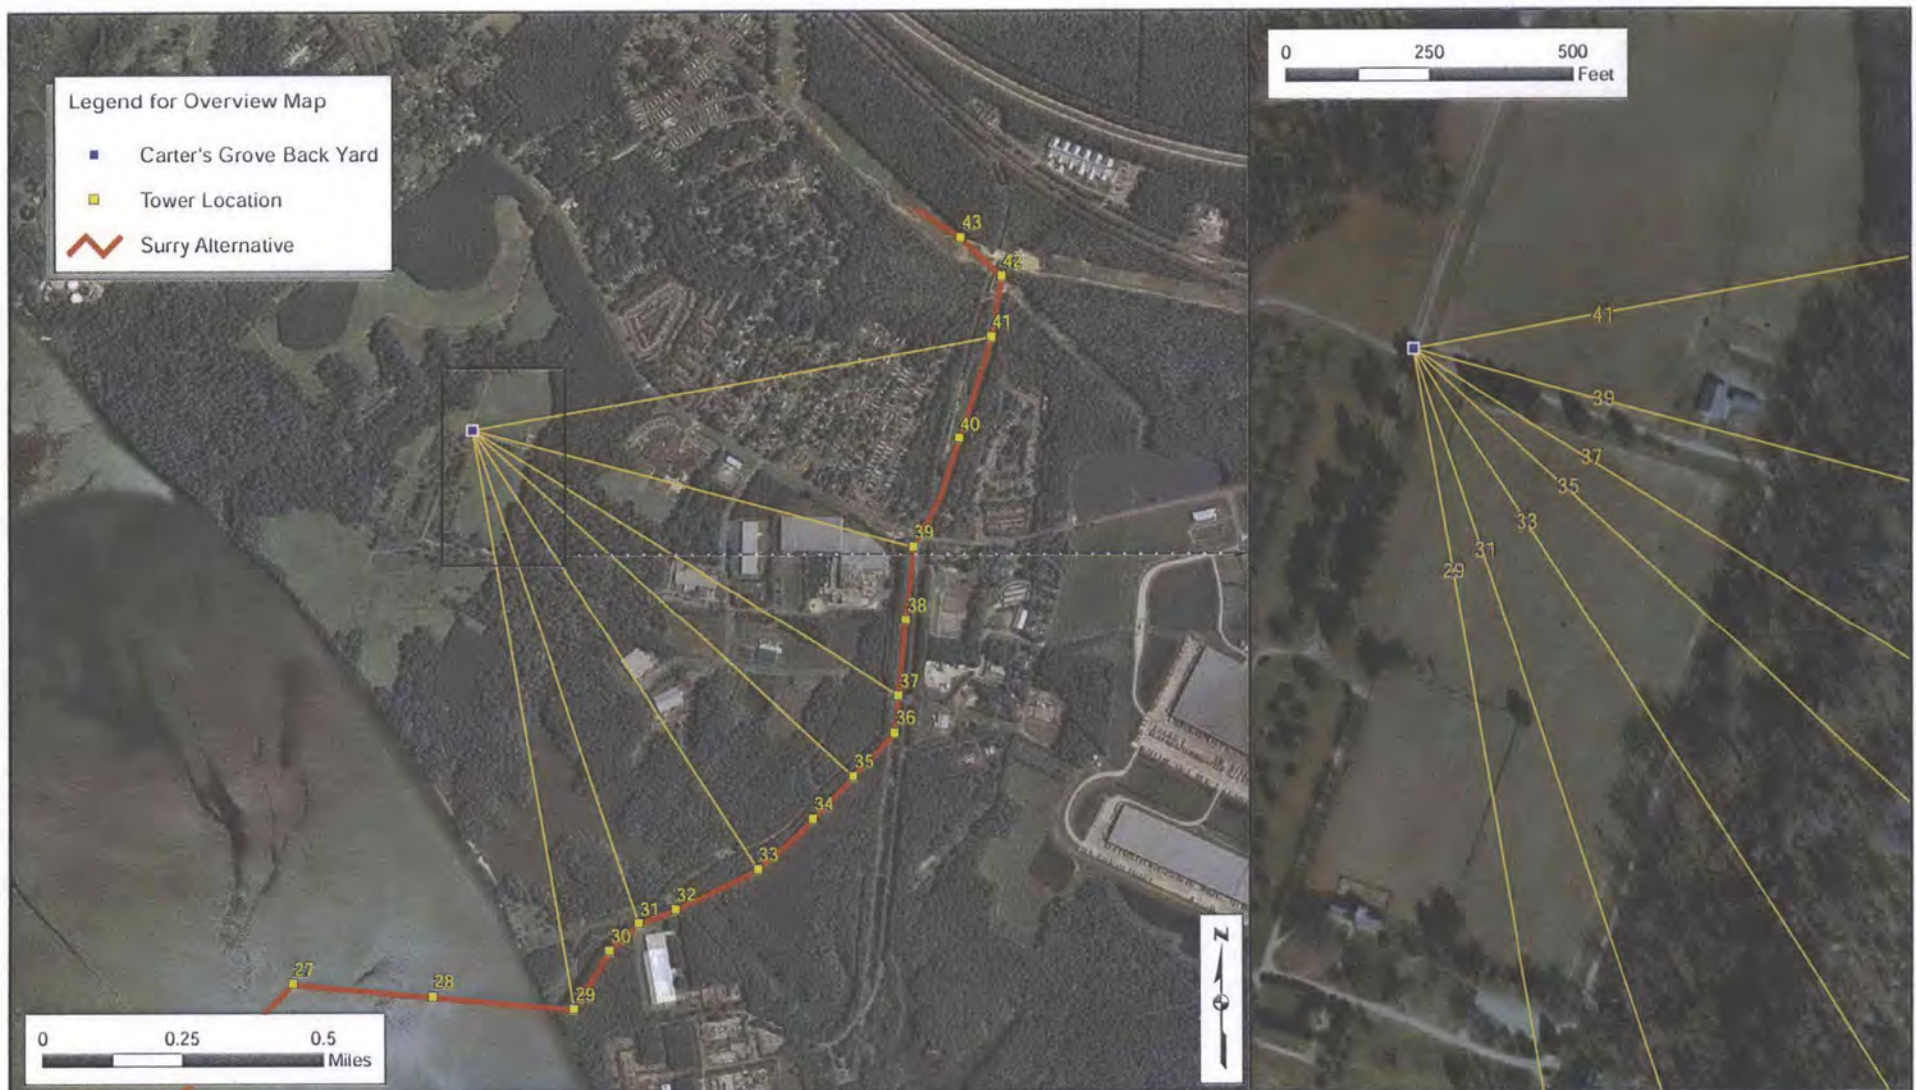 Legend for Overview Map
Carter's Grove Back Yard
Tower Location
Surry Alternative
43
42
41
40
39
38
37
36
35
34
33
32
31
30
29
28
27
0 0.25 0.5
Miles
N
0 250 500
Feet
41
39
37
35
33
31
29